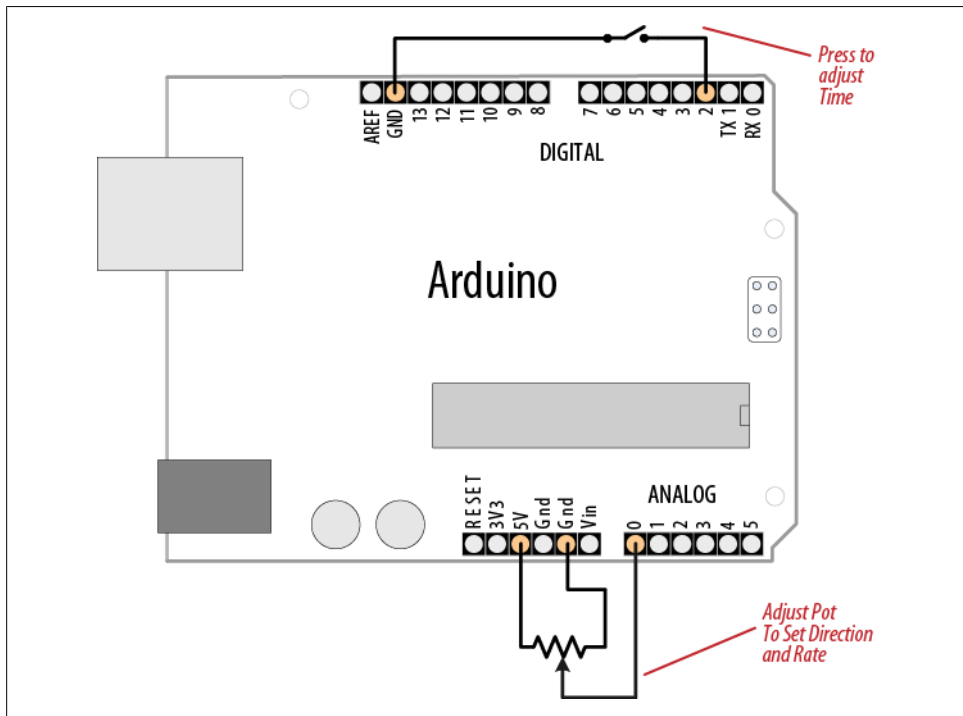 Press to
adjust
Time
AREF
GND
13
12
11
10
9
8
7
6
5
4
3
2
TX 1
RX 0
DIGITAL
Arduino
RESET
3V3
5V
Gnd
Gnd
Vin
ANALOG
0
1
2
3
4
5
Adjust Pot
To Set Direction
and Rate